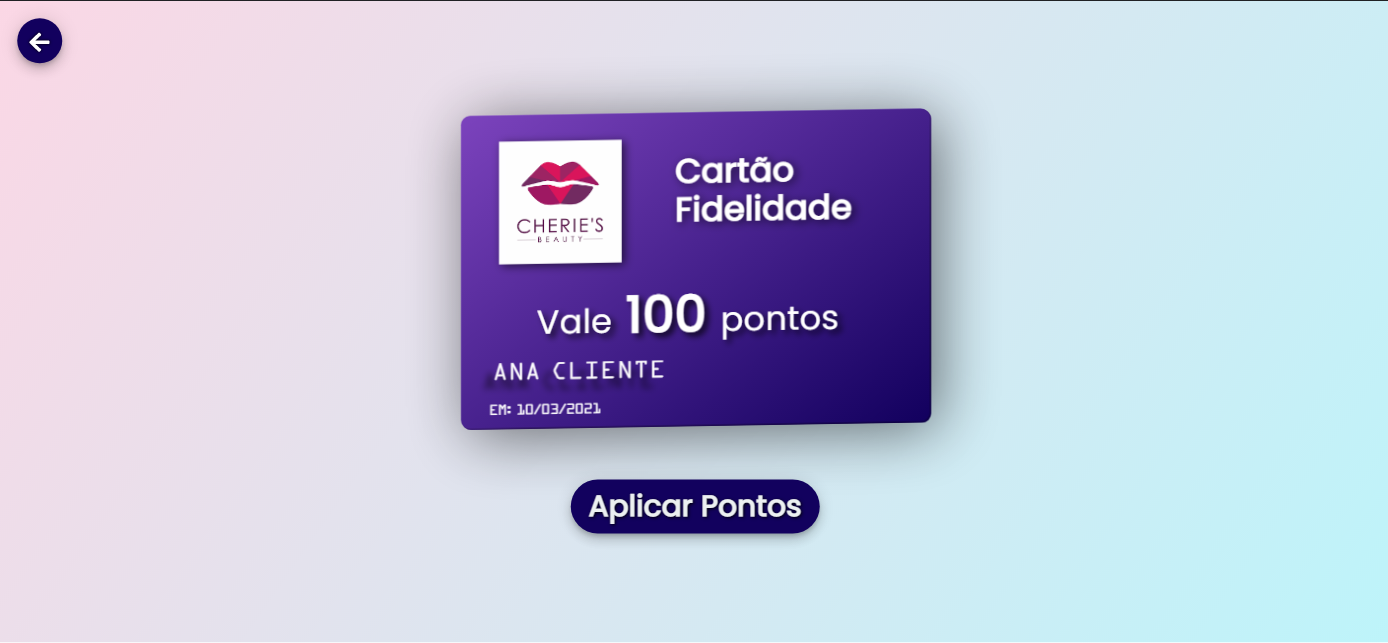 CHERIE'S
BEAUTY
Cartão
Fidelidade
Vale 100 pontos
ANA CLIENTE
EM: 10/03/2021
Aplicar Pontos